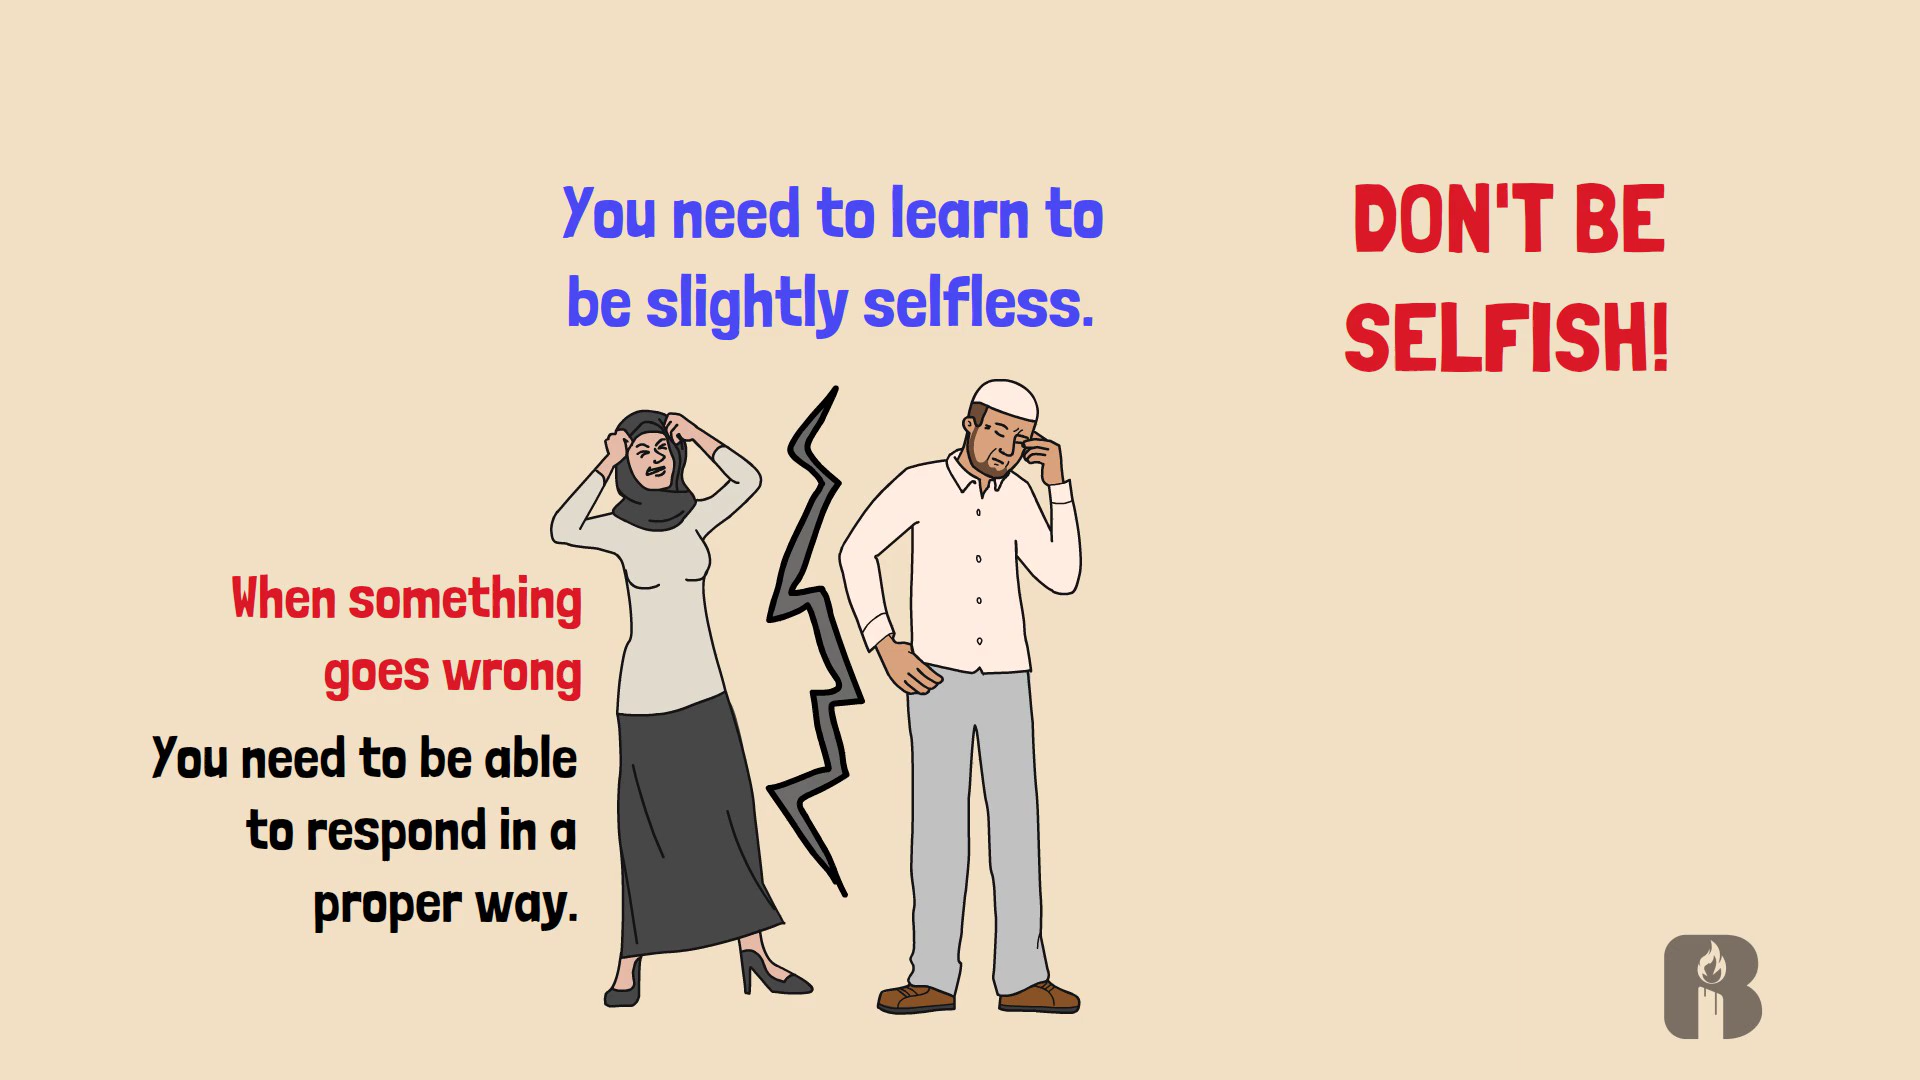 You need to learn to
be slightly selfless.
DON'T BE
SELFISH!
When something
goes wrong
You need to be able
to respond in a
proper way.
B